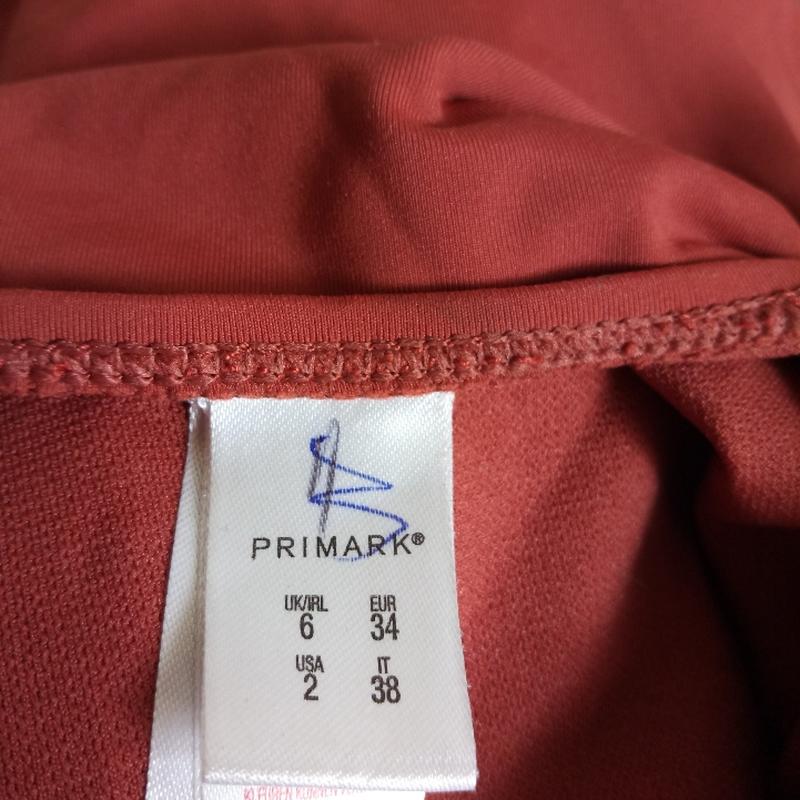 B
PRIMARK®
UK/IRL EUR
6 34
USA IT
2 38